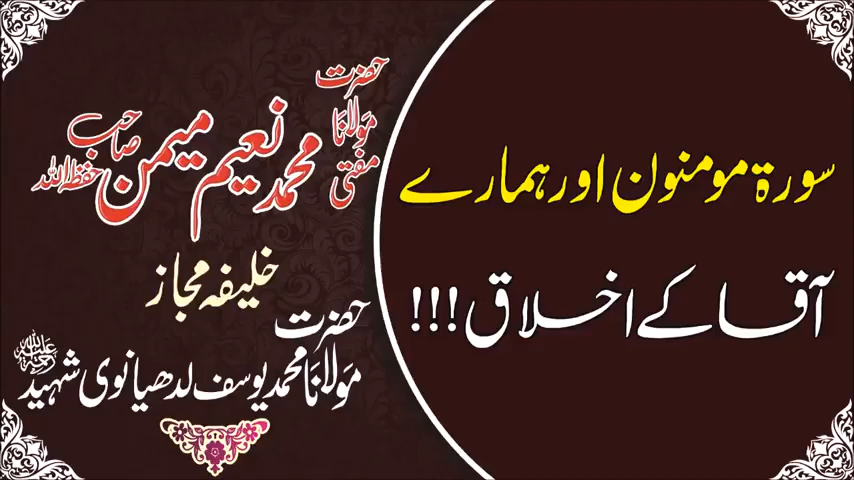 سورۃ مومنون اور ہمارے
آقا کے اخلاق !!!
حضرت مولانا مفتی محمد نعیم میمن صاحب حفظہ اللہ
خلیفہ مجاز
حضرت
مولانا محمد یوسف لدھیانوی شہید رحمۃ اللہ علیہ